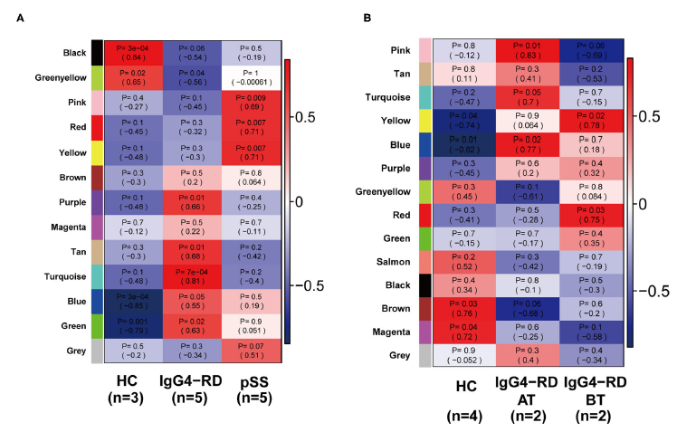 A
Black
P= 3e-04
( 0.84 )
P= 0.06
( -0.54 )
P= 0.5
( -0.19 )
Greenyellow
P= 0.02
( 0.65 )
P= 0.04
( -0.56 )
P= 1
( -0.00061 )
Pink
P= 0.4
( -0.27 )
P= 0.1
( -0.45 )
P= 0.009
( 0.69 )
Red
P= 0.1
( -0.45 )
P= 0.3
( -0.32 )
P= 0.007
( 0.71 )
Yellow
P= 0.1
( -0.48 )
P= 0.3
( -0.3 )
P= 0.007
( 0.71 )
Brown
P= 0.3
( -0.3 )
P= 0.5
( 0.2 )
P= 0.8
( 0.064 )
Purple
P= 0.1
( -0.48 )
P= 0.01
( 0.66 )
P= 0.4
( -0.25 )
Magenta
P= 0.7
( -0.12 )
P= 0.5
( 0.22 )
P= 0.7
( -0.11 )
Tan
P= 0.3
( -0.3 )
P= 0.01
( 0.68 )
P= 0.2
( -0.42 )
Turquoise
P= 0.1
( -0.48 )
P= 7e-04
( 0.81 )
P= 0.2
( -0.4 )
Blue
P= 3e-04
P= 0.05
( 0.55 )
P= 0.5
( 0.19 )
Green
P= 0.001
( -0.79 )
P= 0.02
( 0.63 )
P= 0.9
( 0.051 )
Grey
P= 0.5
( -0.2 )
P= 0.3
( -0.34 )
P= 0.07
( 0.51 )
0.5
0
−0.5
HC
(n=3)
IgG4−RD
(n=5)
pSS
(n=5)
B
Pink
P= 0.8
( -0.12 )
P= 0.01
( 0.83 )
P= 0.06
Tan
P= 0.8
( 0.11 )
P= 0.3
( 0.41 )
P= 0.2
( -0.53 )
Turquoise
P= 0.2
( -0.47 )
P= 0.05
( 0.7 )
P= 0.7
( -0.15 )
Yellow
P= 0.04
( -0.74 )
P= 0.9
( 0.064 )
P= 0.02
( 0.78 )
Blue
P= 0.01
( -0.82 )
P= 0.02
( 0.77 )
P= 0.7
( 0.18 )
Purple
P= 0.3
( -0.45 )
P= 0.6
( 0.2 )
P= 0.4
( 0.32 )
Greenyellow
P= 0.3
( 0.45 )
P= 0.1
( -0.61 )
P= 0.8
( 0.084 )
Red
P= 0.3
( -0.41 )
P= 0.5
( -0.28 )
P= 0.03
( 0.75 )
Green
P= 0.7
( -0.15 )
P= 0.7
( -0.17 )
P= 0.4
( 0.35 )
Salmon
P= 0.2
( 0.52 )
P= 0.3
( -0.42 )
P= 0.7
( -0.19 )
Black
P= 0.4
( 0.34 )
P= 0.8
( -0.1 )
P= 0.5
( -0.3 )
Brown
P= 0.03
( 0.76 )
P= 0.06
P= 0.6
( -0.2 )
Magenta
P= 0.04
( 0.72 )
P= 0.6
( -0.25 )
P= 0.1
( -0.58 )
Grey
P= 0.9
( -0.052 )
P= 0.3
( 0.4 )
P= 0.4
( -0.34 )
0.5
0
−0.5
HC
(n=4)
IgG4−RD
AT
(n=2)
IgG4−RD
BT
(n=2)